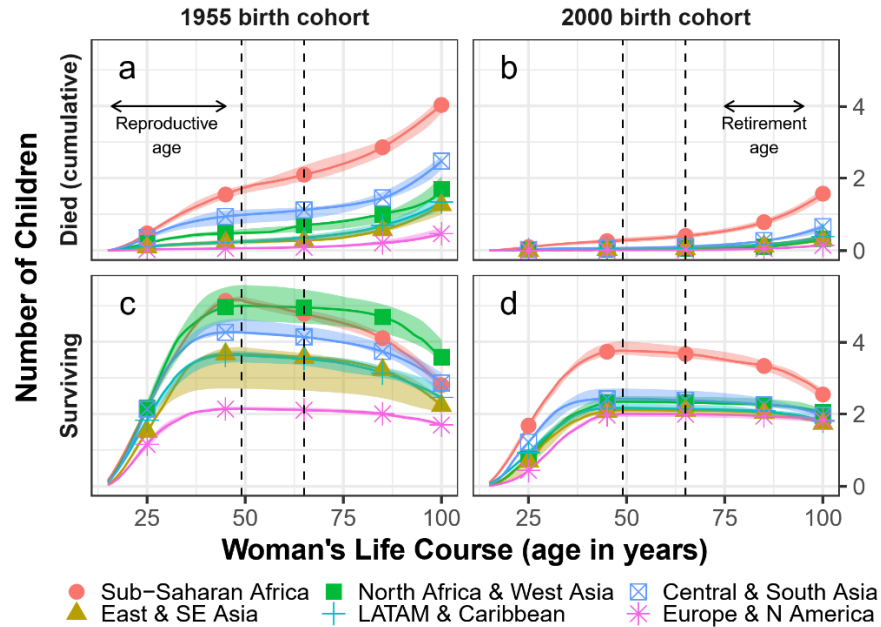 1955 birth cohort
2000 birth cohort
Number of Children
Died (cumulative)
Surviving
a
Reproductive
age
b
Retirement
age
4
2
0
c
d
4
2
0
25
50
75
100
25
50
75
100
Woman's Life Course (age in years)
Sub−Saharan Africa
North Africa & West Asia
Central & South Asia
East & SE Asia
LATAM & Caribbean
Europe & N America